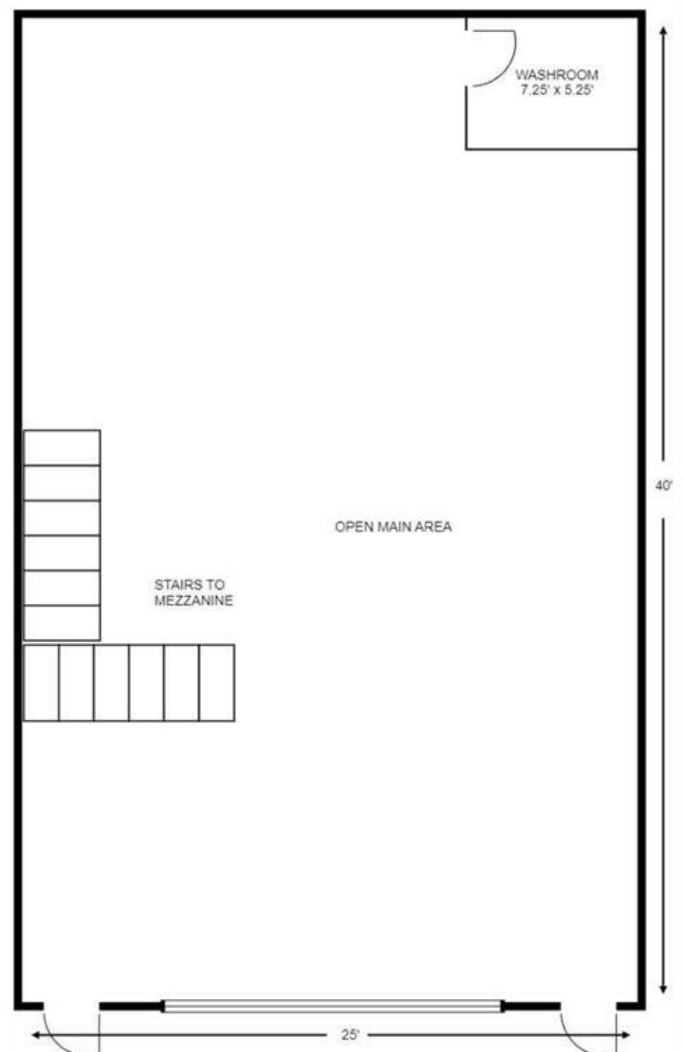 WASHROOM
7.25' x 5.25'
40'
OPEN MAIN AREA
STAIRS TO
MEZZANINE
25'